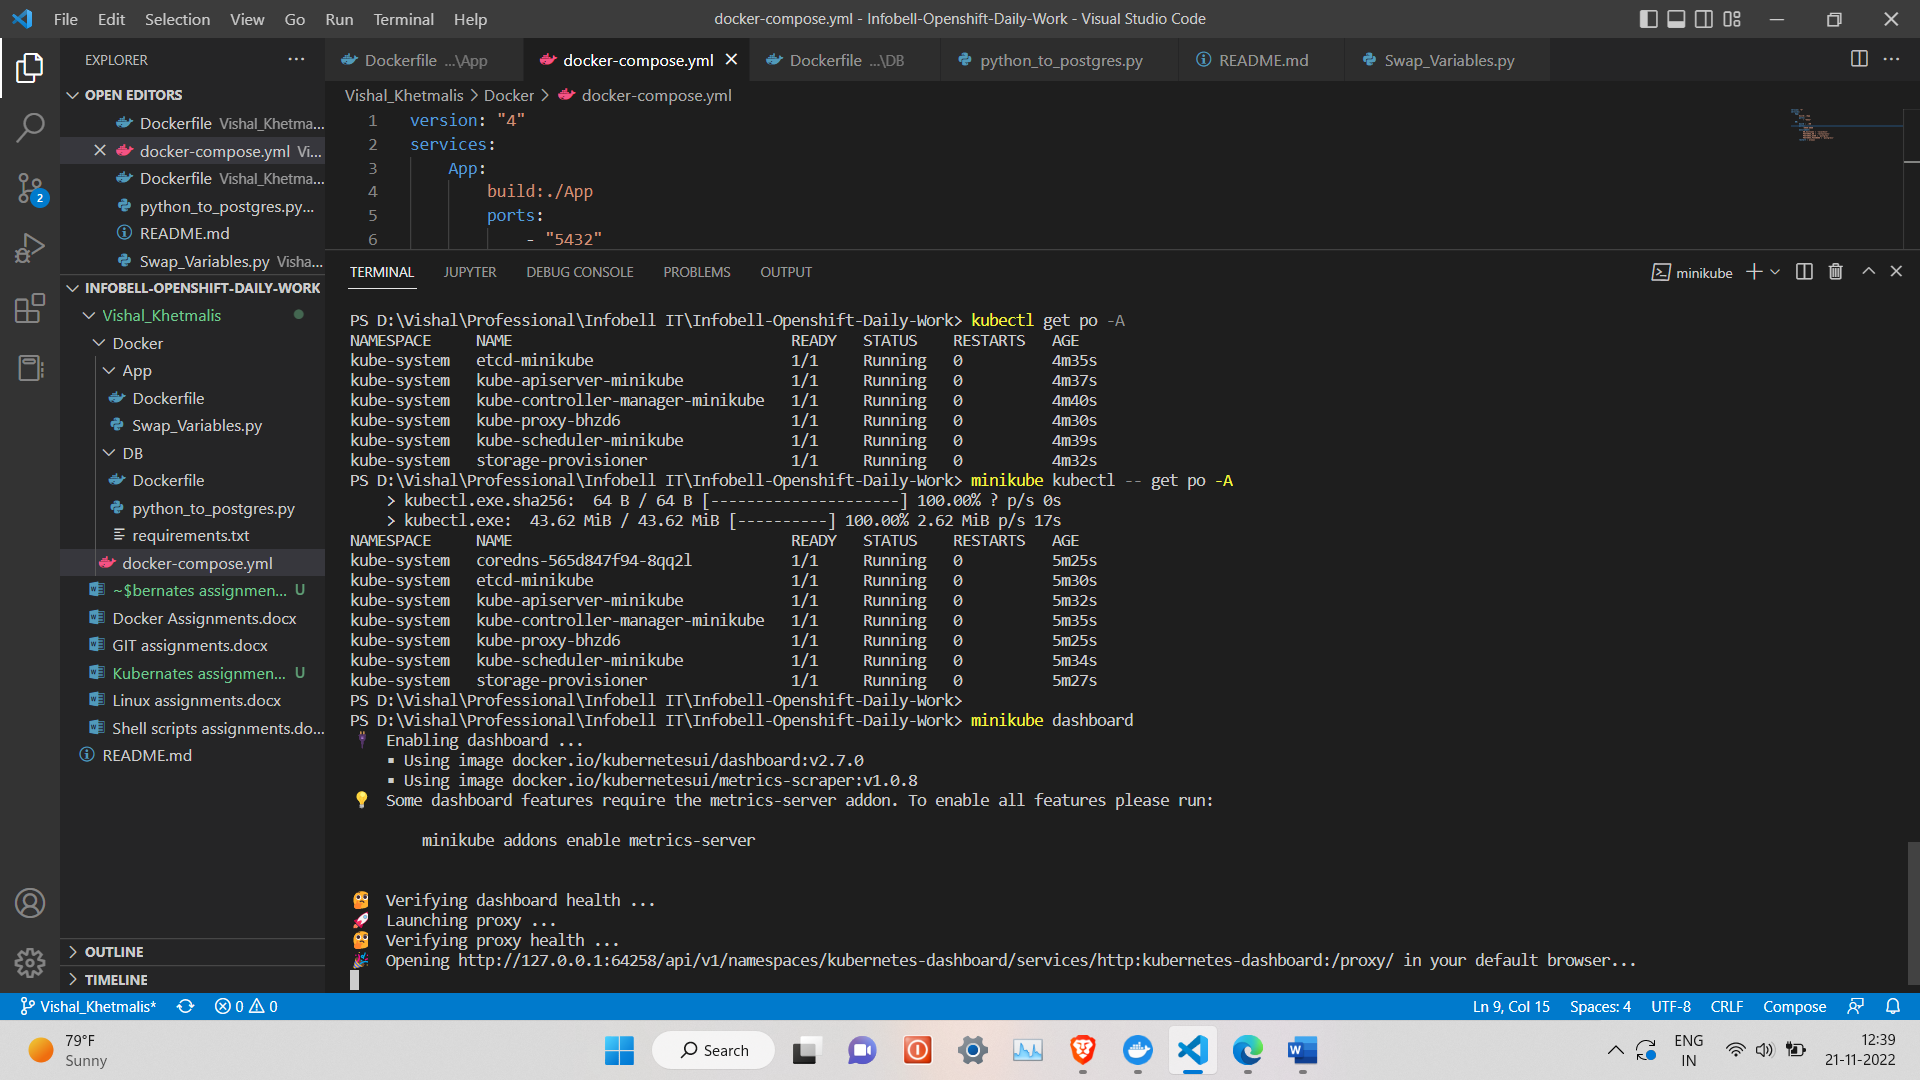 File Edit Selection View Go Run Terminal Help
docker-compose.yml - Infobell-Openshift-Daily-Work - Visual Studio Code
EXPLORER
OPEN EDITORS
Dockerfile Vishal_Khetma...
docker-compose.yml Vi...
Dockerfile Vishal_Khetma...
python_to_postgres.py...
README.md
Swap_Variables.py Visha...
INFOBELL-OPENSHIFT-DAILY-WORK
Vishal_Khetmalis
Docker
App
Dockerfile
Swap_Variables.py
DB
Dockerfile
python_to_postgres.py
requirements.txt
docker-compose.yml
~$bernates assignmen... U
Docker Assignments.docx
GIT assignments.docx
Kubernates assignmen... U
Linux assignments.docx
Shell scripts assignments.do...
README.md
OUTLINE
TIMELINE
2
Dockerfile ...\App docker-compose.yml Dockerfile ...\DB python_to_postgres.py README.md Swap_Variables.py
Vishal_Khetmalis > Docker > docker-compose.yml
1 version: "4"
2 services:
3 App:
4 build:./App
5 ports:
6 - "5432"
TERMINAL JUPYTER DEBUG CONSOLE PROBLEMS OUTPUT
minikube
PS D:\Vishal\Professional\Infobell IT\Infobell-Openshift-Daily-Work> kubectl get po -A
NAMESPACE NAME READY STATUS RESTARTS AGE
kube-system etcd-minikube 1/1 Running 0 4m35s
kube-system kube-apiserver-minikube 1/1 Running 0 4m37s
kube-system kube-controller-manager-minikube 1/1 Running 0 4m40s
kube-system kube-proxy-bhzd6 1/1 Running 0 4m30s
kube-system kube-scheduler-minikube 1/1 Running 0 4m39s
kube-system storage-provisioner 1/1 Running 0 4m32s
PS D:\Vishal\Professional\Infobell IT\Infobell-Openshift-Daily-Work> minikube kubectl -- get po -A
> kubectl.exe.sha256: 64 B / 64 B [---------------------] 100.00% ? p/s 0s
> kubectl.exe: 43.62 MiB / 43.62 MiB [----------] 100.00% 2.62 MiB p/s 17s
NAMESPACE NAME READY STATUS RESTARTS AGE
kube-system coredns-565d847f94-8qq2l 1/1 Running 0 5m25s
kube-system etcd-minikube 1/1 Running 0 5m30s
kube-system kube-apiserver-minikube 1/1 Running 0 5m32s
kube-system kube-controller-manager-minikube 1/1 Running 0 5m35s
kube-system kube-proxy-bhzd6 1/1 Running 0 5m25s
kube-system kube-scheduler-minikube 1/1 Running 0 5m34s
kube-system storage-provisioner 1/1 Running 0 5m27s
PS D:\Vishal\Professional\Infobell IT\Infobell-Openshift-Daily-Work>
PS D:\Vishal\Professional\Infobell IT\Infobell-Openshift-Daily-Work> minikube dashboard
Enabling dashboard ...
▪ Using image docker.io/kubernetesui/dashboard:v2.7.0
▪ Using image docker.io/kubernetesui/metrics-scraper:v1.0.8
Some dashboard features require the metrics-server addon. To enable all features please run:
minikube addons enable metrics-server
Verifying dashboard health ...
Launching proxy ...
Verifying proxy health ...
Opening http://127.0.0.1:64258/api/v1/namespaces/kubernetes-dashboard/services/http:kubernetes-dashboard:/proxy/ in your default browser...
Vishal_Khetmalis* 0 0 Ln 9, Col 15 Spaces: 4 UTF-8 CRLF Compose
79°F
Sunny
Search
ENG
IN
12:39
21-11-2022